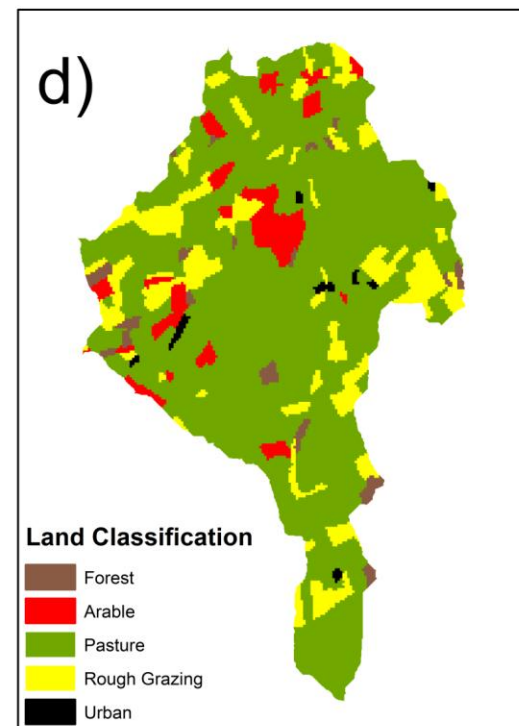 d)
Land Classification
Forest
Arable
Pasture
Rough Grazing
Urban